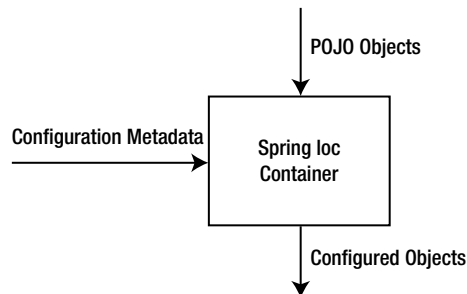 POJO Objects
Configuration Metadata
Spring Ioc
Container
Configured Objects